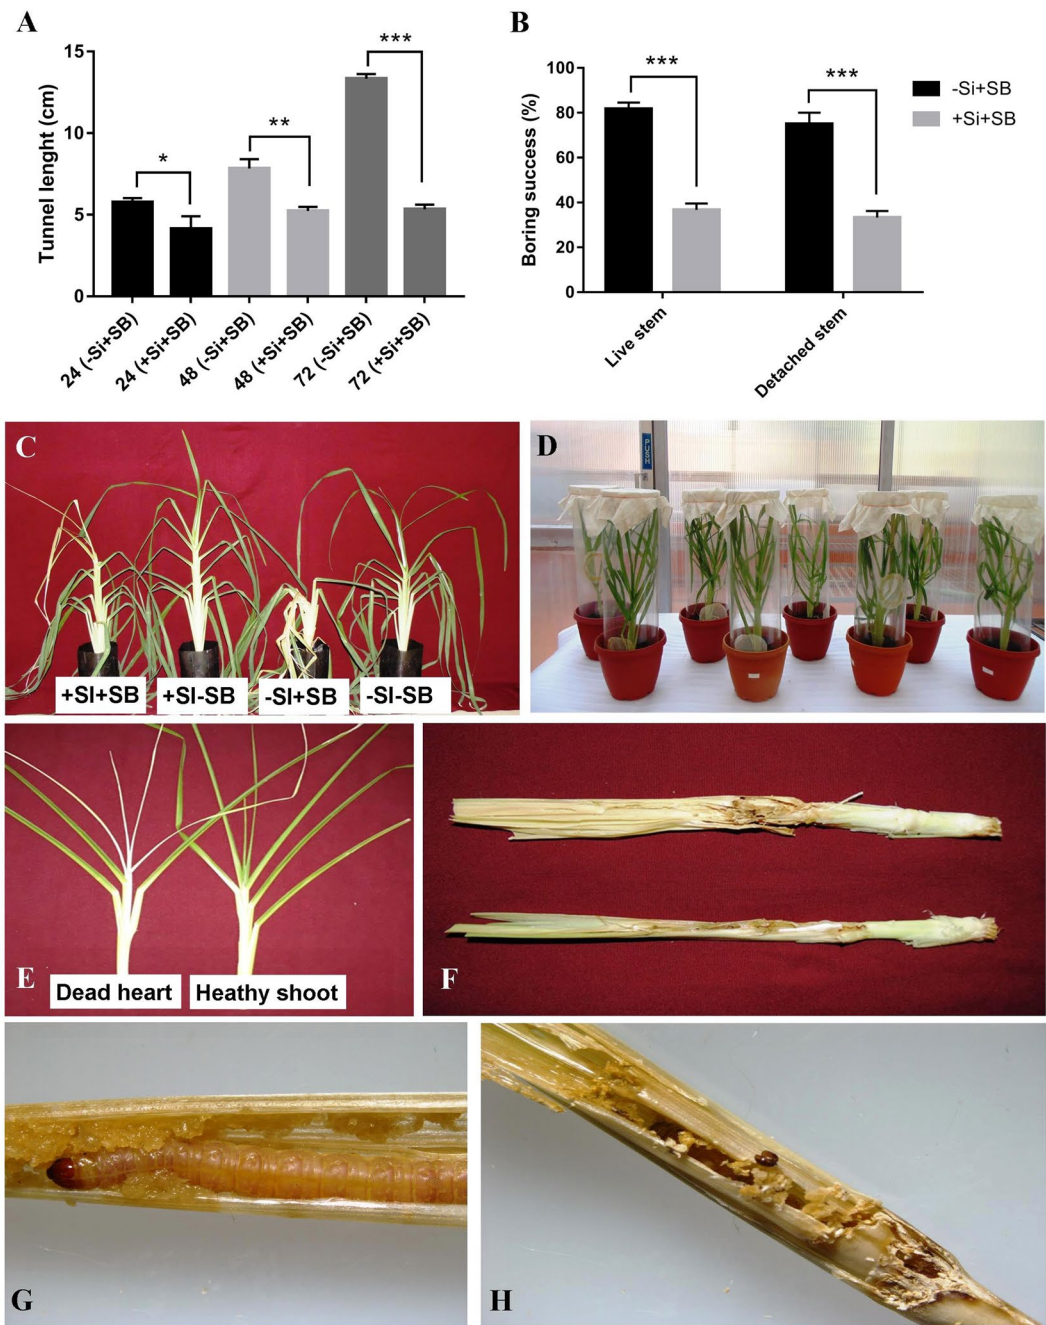 A
Tunnel lenght (cm)
15
10
5
0
*
**
***
24 (-Si+SB)
24 (+Si+SB)
48 (-Si+SB)
48 (+Si+SB)
72 (-Si+SB)
72 (+Si+SB)
B
Boring success (%)
100
80
60
40
20
0
***
***
-Si+SB
+Si+SB
Live stem
Detached stem
C
+SI+SB
+SI-SB
-SI+SB
-SI-SB
D
PUSH
E
Dead heart
Heathy shoot
F
G
H